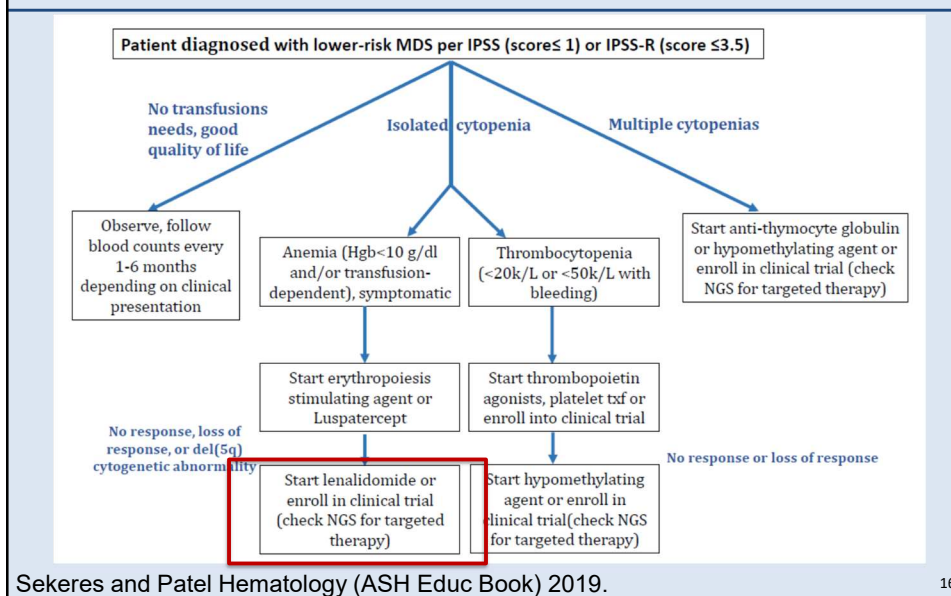 Patient diagnosed with lower-risk MDS per IPSS (score≤ 1) or IPSS-R (score ≤3.5)
No transfusions
needs, good
quality of life
Isolated cytopenia
Multiple cytopenias
Observe, follow
blood counts every
1-6 months
depending on clinical
presentation
Anemia (Hgb<10 g/dl
and/or transfusion-
dependent), symptomatic
Thrombocytopenia
(<20k/L or <50k/L with
bleeding)
Start anti-thymocyte globulin
or hypomethylating agent or
enroll in clinical trial (check
NGS for targeted therapy)
Start erythropoiesis
stimulating agent or
Luspatercept
Start thrombopoietin
agonists, platelet txf or
enroll into clinical trial
No response, loss of
response, or del(5q)
cytogenetic abnormality
No response or loss of response
Start lenalidomide or
enroll in clinical trial
(check NGS for targeted
therapy)
Start hypomethylating
agent or enroll in
clinical trial(check NGS
for targeted therapy)
Sekeres and Patel Hematology (ASH Educ Book) 2019.
16